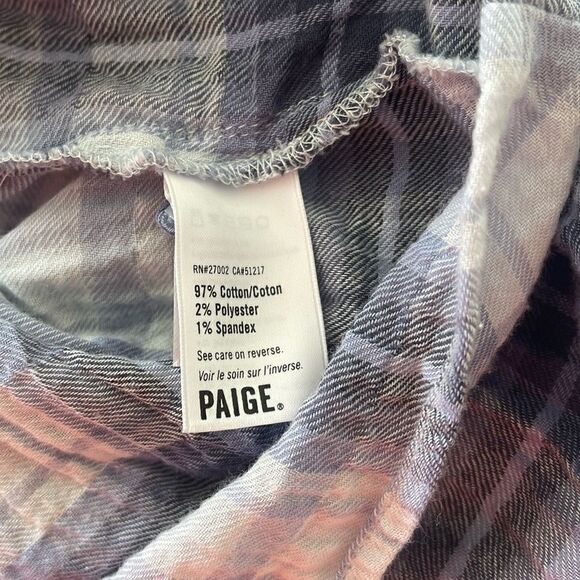 RN#27002 CA#51217
97% Cotton/Coton
2% Polyester
1% Spandex
See care on reverse.
Voir le soin sur l'inverse.
PAIGE®